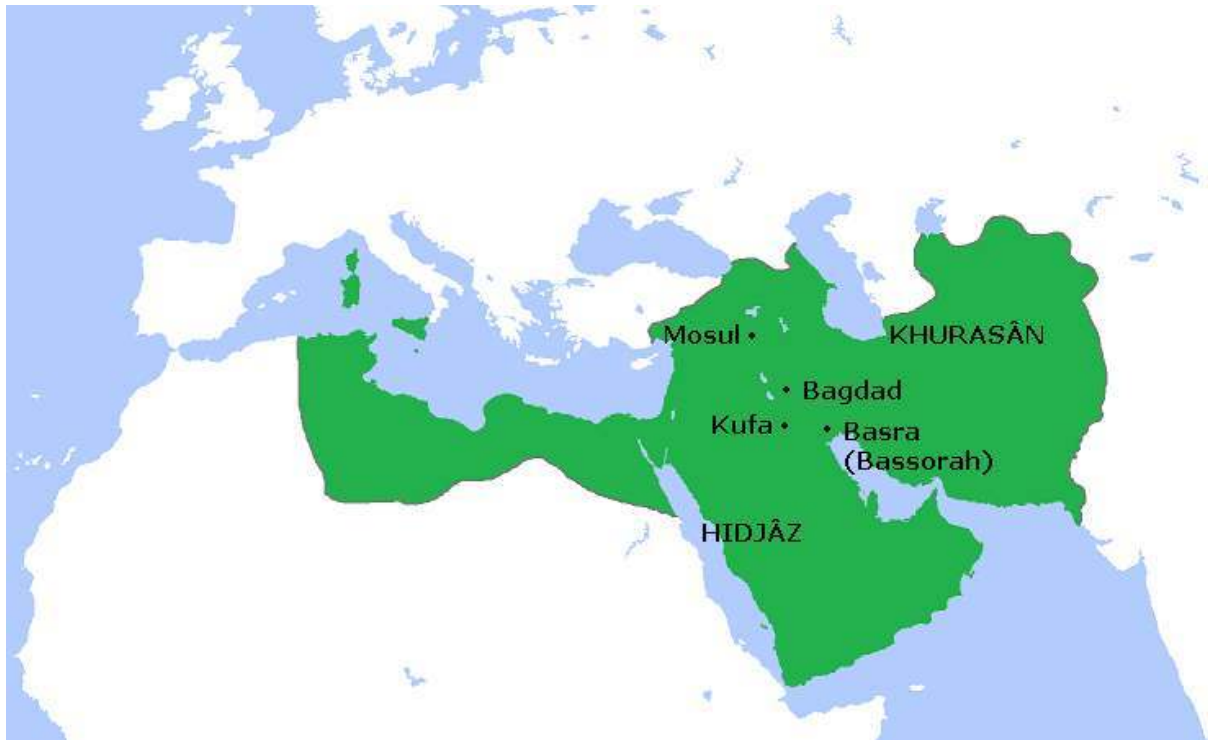 Mosul
KHURASÂN
Bagdad
Kufa
Basra
(Bassorah)
HIDJÂZ